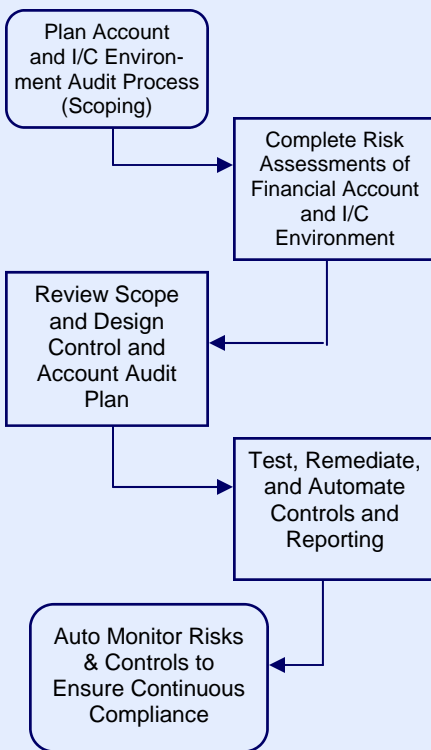 Plan Account
and I/C Environ-
ment Audit Process
(Scoping)
Complete Risk
Assessments of
Financial Account
and I/C
Environment
Review Scope
and Design
Control and
Account Audit
Plan
Test, Remediate,
and Automate
Controls and
Reporting
Auto Monitor Risks
& Controls to
Ensure Continuous
Compliance